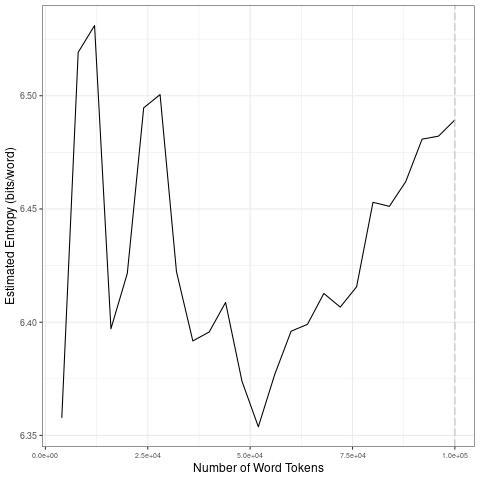 Estimated Entropy (bits/word)
6.50
6.45
6.40
6.35
0.0e+00 2.5e+04 5.0e+04 7.5e+04 1.0e+05
Number of Word Tokens